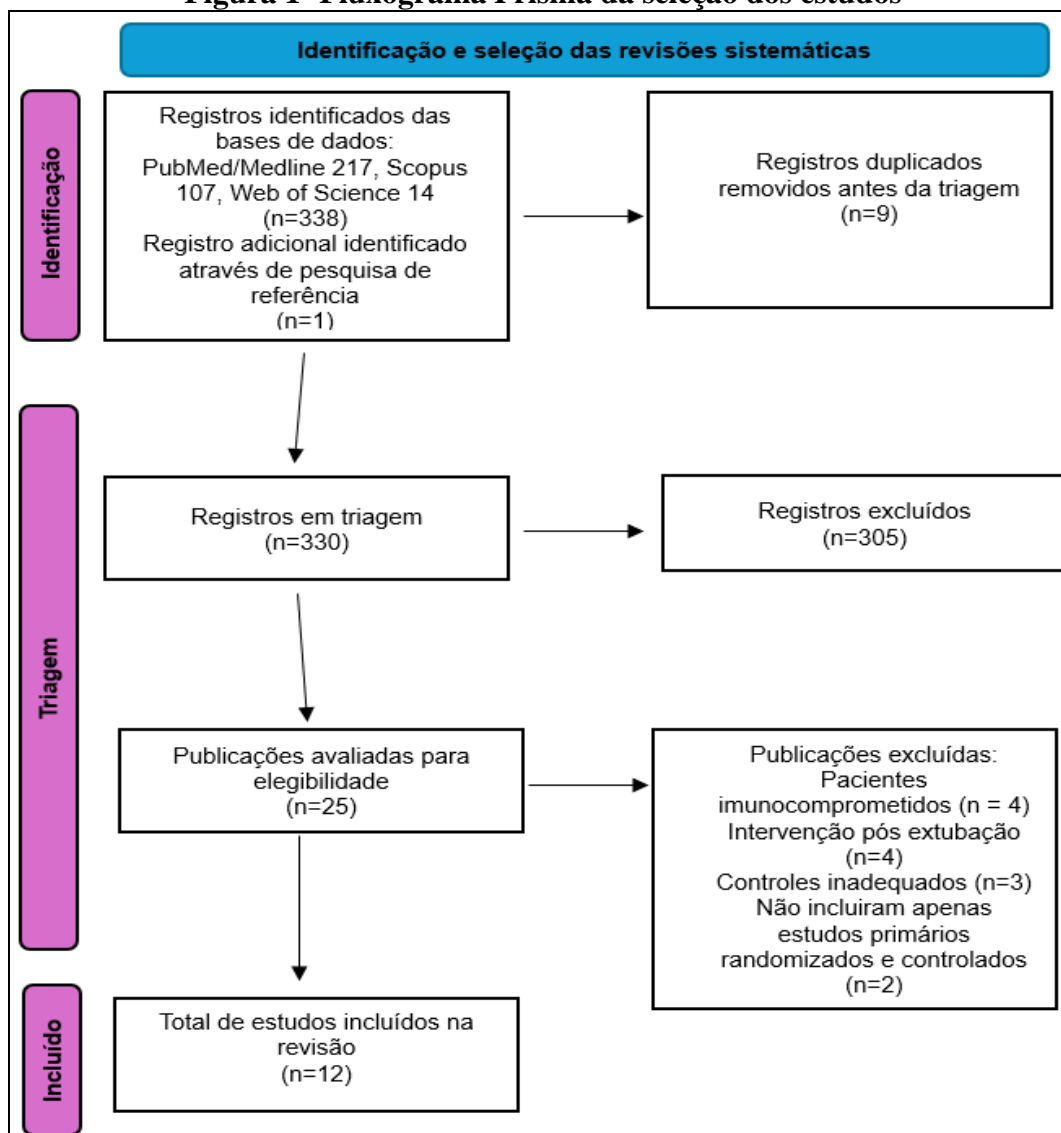 Figura 1- Fluxograma Prisma da seleção dos estudos
Identificação e seleção das revisões sistemáticas
Identificação
Registros identificados das
bases de dados:
PubMed/Medline 217, Scopus
107, Web of Science 14
(n=338)
Registro adicional identificado
através de pesquisa de
referência
(n=1)
Registros duplicados
removidos antes da triagem
(n=9)
Triagem
Registros em triagem
(n=330)
Registros excluídos
(n=305)
Publicações avaliadas para
elegibilidade
(n=25)
Publicações excluídas:
Pacientes
imunocomprometidos (n = 4)
Intervenção pós extubação
(n=4)
Controles inadequados (n=3)
Não incluiram apenas
estudos primários
randomizados e controlados
(n=2)
Incluído
Total de estudos incluídos na
revisão
(n=12)